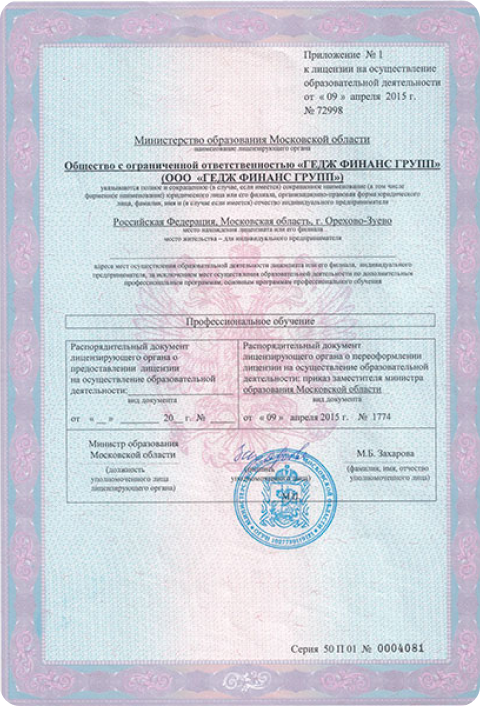 Приложение № 1
к лицензии на осуществление
образовательной деятельности
от « 09 » апреля 2015 г.
№ 72998
Министерство образования Московской области
наименование лицензирующего органа
Общество с ограниченной ответственностью «ГЕДЖ ФИНАНС ГРУПП»
(ООО «ГЕДЖ ФИНАНС ГРУПП»)
указываются полное и сокращенное (в случае, если имеется) сокращенное наименование (в том числе
фирменное наименование) юридического лица или его филиала, организационно-правовая форма юридического
лица, фамилия, имя и (в случае если имеется) отчество индивидуального предпринимателя
Российская Федерация, Московская область, г. Орехово-Зуево
место нахождения лицензиата или его филиала
место жительства – для индивидуального предпринимателя
адреса мест осуществления образовательной деятельности лицензиата или его филиала, индивидуального
предпринимателя, за исключением мест осуществления образовательной деятельности по дополнительным
профессиональным программам, основным программам профессионального обучения
Профессиональное обучение
Распорядительный документ
лицензирующего органа о
предоставлении лицензии
на осуществление образовательной
деятельности:
вид документа
от « __ » ______ 20__ г. № ____
Распорядительный документ
лицензирующего органа о переоформлении
лицензии на осуществление образовательной
деятельности: приказ заместителя министра
образования Московской области
вид документа
от « 09 » апреля 2015 г. № 1774
Министр образования
Московской области
(должность
уполномоченного лица
лицензирующего органа)
(подпись
уполномоченного лица)
М.П.
М.Б. Захарова
(фамилия, имя, отчество
уполномоченного лица)
Серия 50 П 01 № 0004081